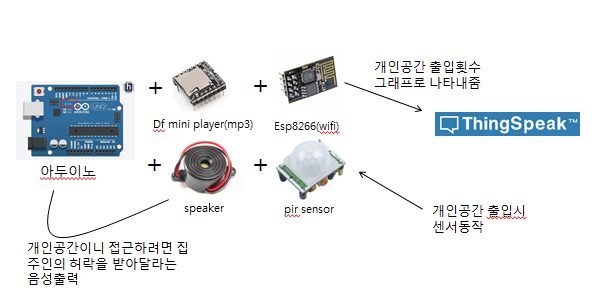 개인공간 출입횟수
그래프로 나타내줌
ThingSpeak™
Df mini player(mp3)
Esp8266(wifi)
UNO
아두이노
speaker
pir sensor
개인공간 출입시
센서동작
개인공간이니 접근하려면 집
주인의 허락을 받아달라는
음성출력